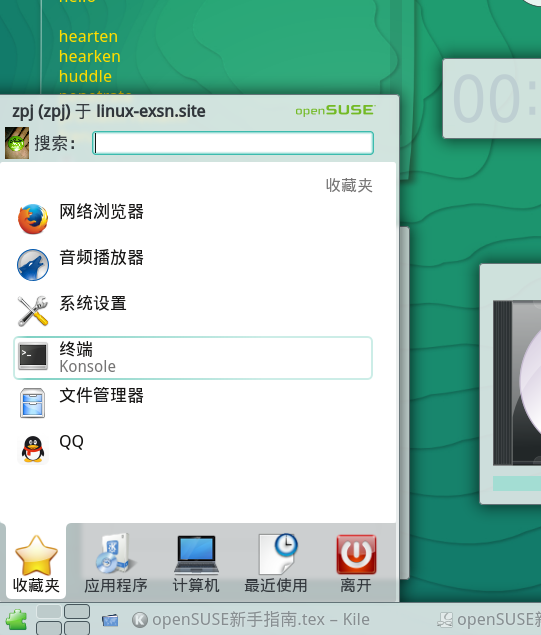 hello
hearten
hearken
huddle
penetrate
00:
zpj (zpj) 于 linux-exsn.site
openSUSE
搜索:
收藏夹
网络浏览器
音频播放器
系统设置
终端
Konsole
文件管理器
QQ
收藏夹
应用程序
计算机
最近使用
离开
openSUSE新手指南.tex – Kile
openSUSE新